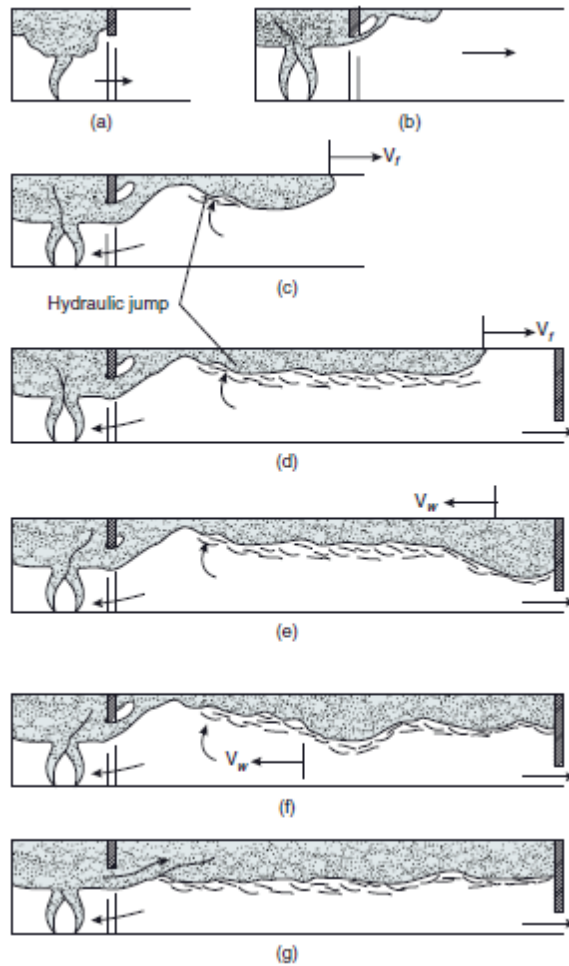 (a)
(b)
V_f
(c)
Hydraulic jump
V_f
(d)
V_w
(e)
V_w
(f)
(g)